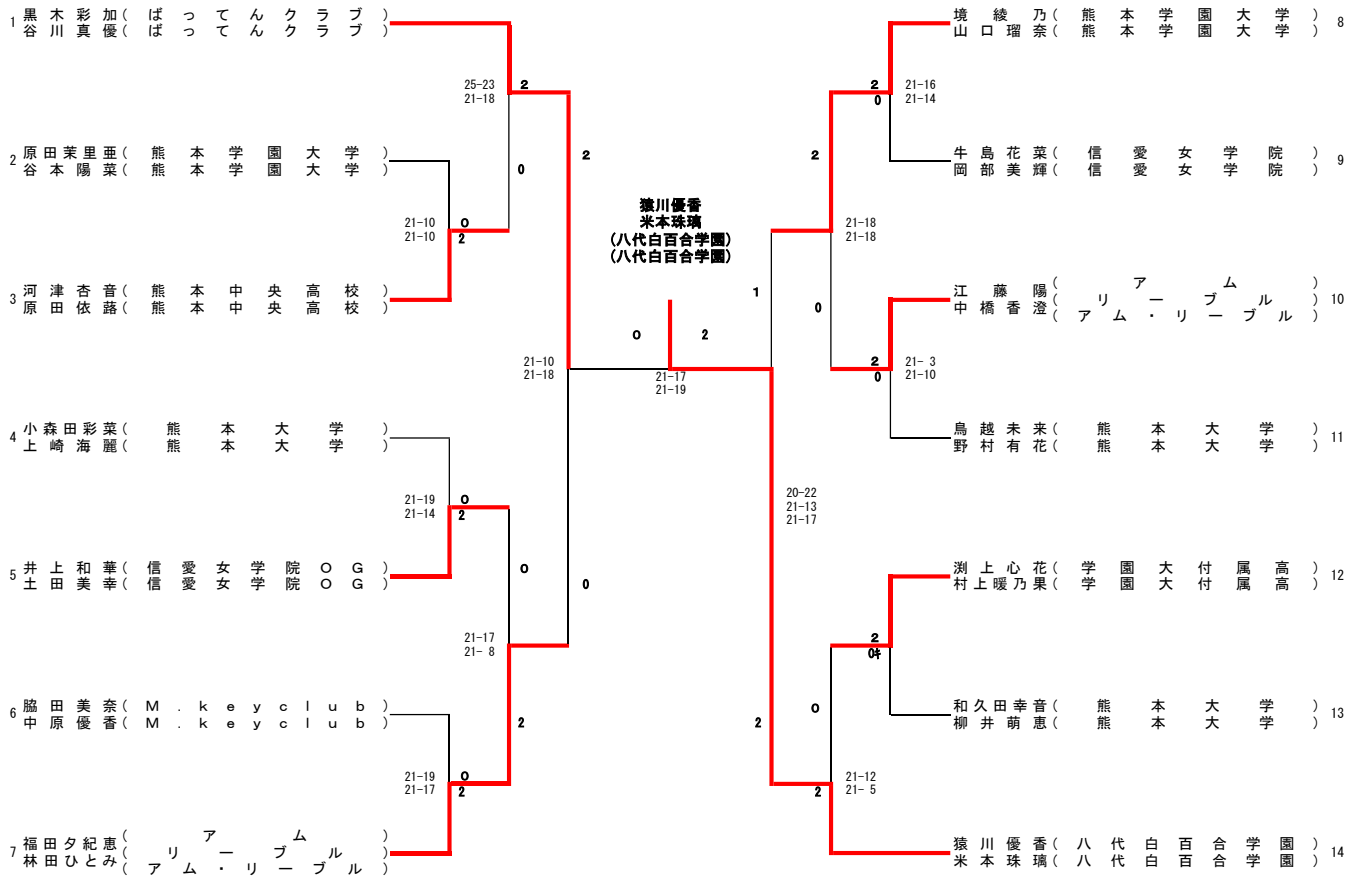 1 黒木彩加(ばってんクラブ)
谷川真優(ばってんクラブ)
25-23
21-18
2
0
2 原田茉里亜(熊本学園大学)
谷本陽菜(熊本学園大学)
21-10
21-10
0
2
3 河津杏音(熊本中央高校)
原田依蕗(熊本中央高校)
2
21-10
21-18
0
4 小森田彩菜(熊本大学)
上崎海麗(熊本大学)
21-19
21-14
0
2
5 井上和華(信愛女学院OG)
土田美幸(信愛女学院OG)
0
21-17
21- 8
2
6 脇田美奈(M.keyclub)
中原優香(M.keyclub)
21-19
21-17
0
2
7 福田夕紀恵(アム
リーブル)
林田ひとみ(アム・リーブル)
猿川優香
米本珠璃
(八代白百合学園)
(八代白百合学園)
0
2
21-17
21-19
境綾乃(熊本学園大学) 8
山口瑠奈(熊本学園大学)
2
0
21-16
21-14
牛島花菜(信愛女学院) 9
岡部美輝(信愛女学院)
2
21-18
21-18
0
1
江藤陽(アム
リーブル) 10
中橋香澄(アム・リーブル)
2
0
21- 3
21-10
鳥越未来(熊本大学) 11
野村有花(熊本大学)
20-22
21-13
21-17
2
渕上心花(学園大付属高) 12
村上暖乃果(学園大付属高)
2
0キ
和久田幸音(熊本大学) 13
柳井萌恵(熊本大学)
0
2
21-12
21- 5
猿川優香(八代白百合学園) 14
米本珠璃(八代白百合学園)